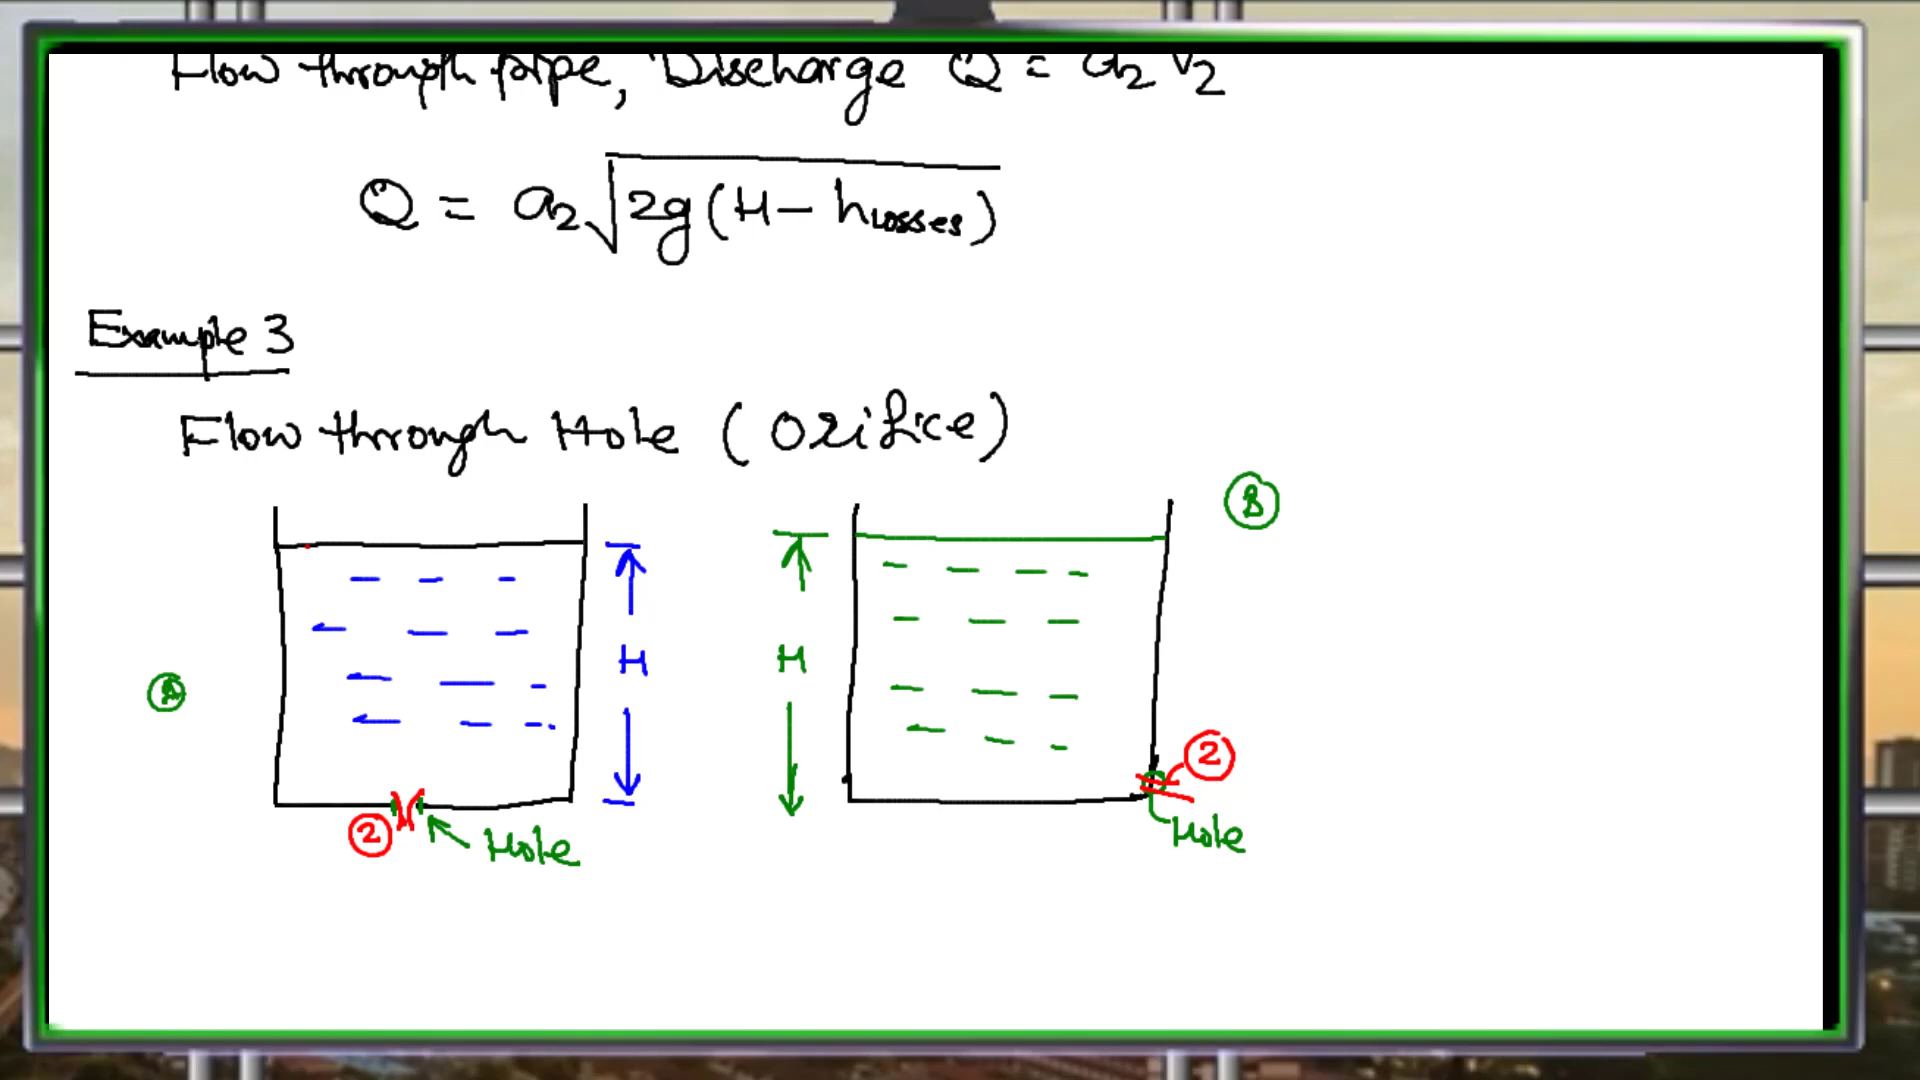 Flow through pipe, Discharge Q = a₂ V₂
Q = a₂√2g(H - hlosses)
Example 3
Flow through Hole (Orifice)
B
H
H
A
2
2
Hole
Hole